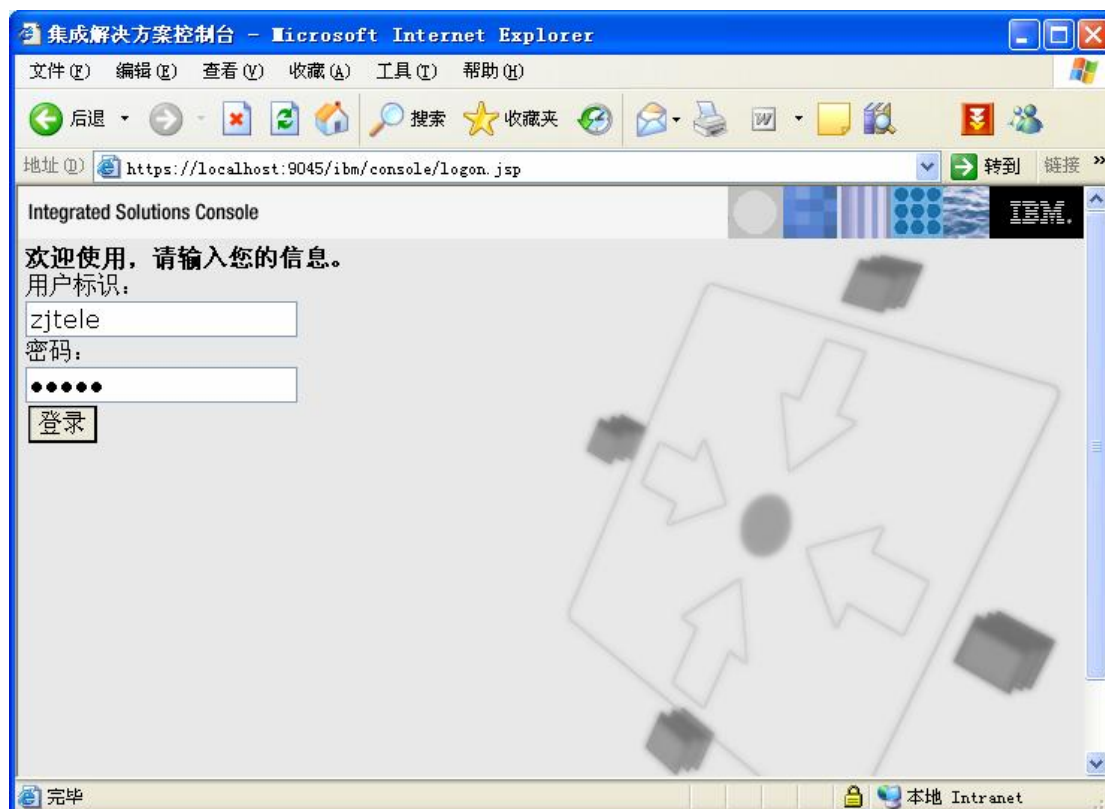 集成解决方案控制台 - Microsoft Internet Explorer
文件(F) 编辑(E) 查看(V) 收藏(A) 工具(T) 帮助(H)
后退 搜索 收藏夹
地址(D) https://localhost:9045/ibm/console/logon.jsp 转到 链接 »
Integrated Solutions Console IBM.
欢迎使用，请输入您的信息。
用户标识：
zjtele
密码：
●●●●●
登录
完毕 本地 Intranet